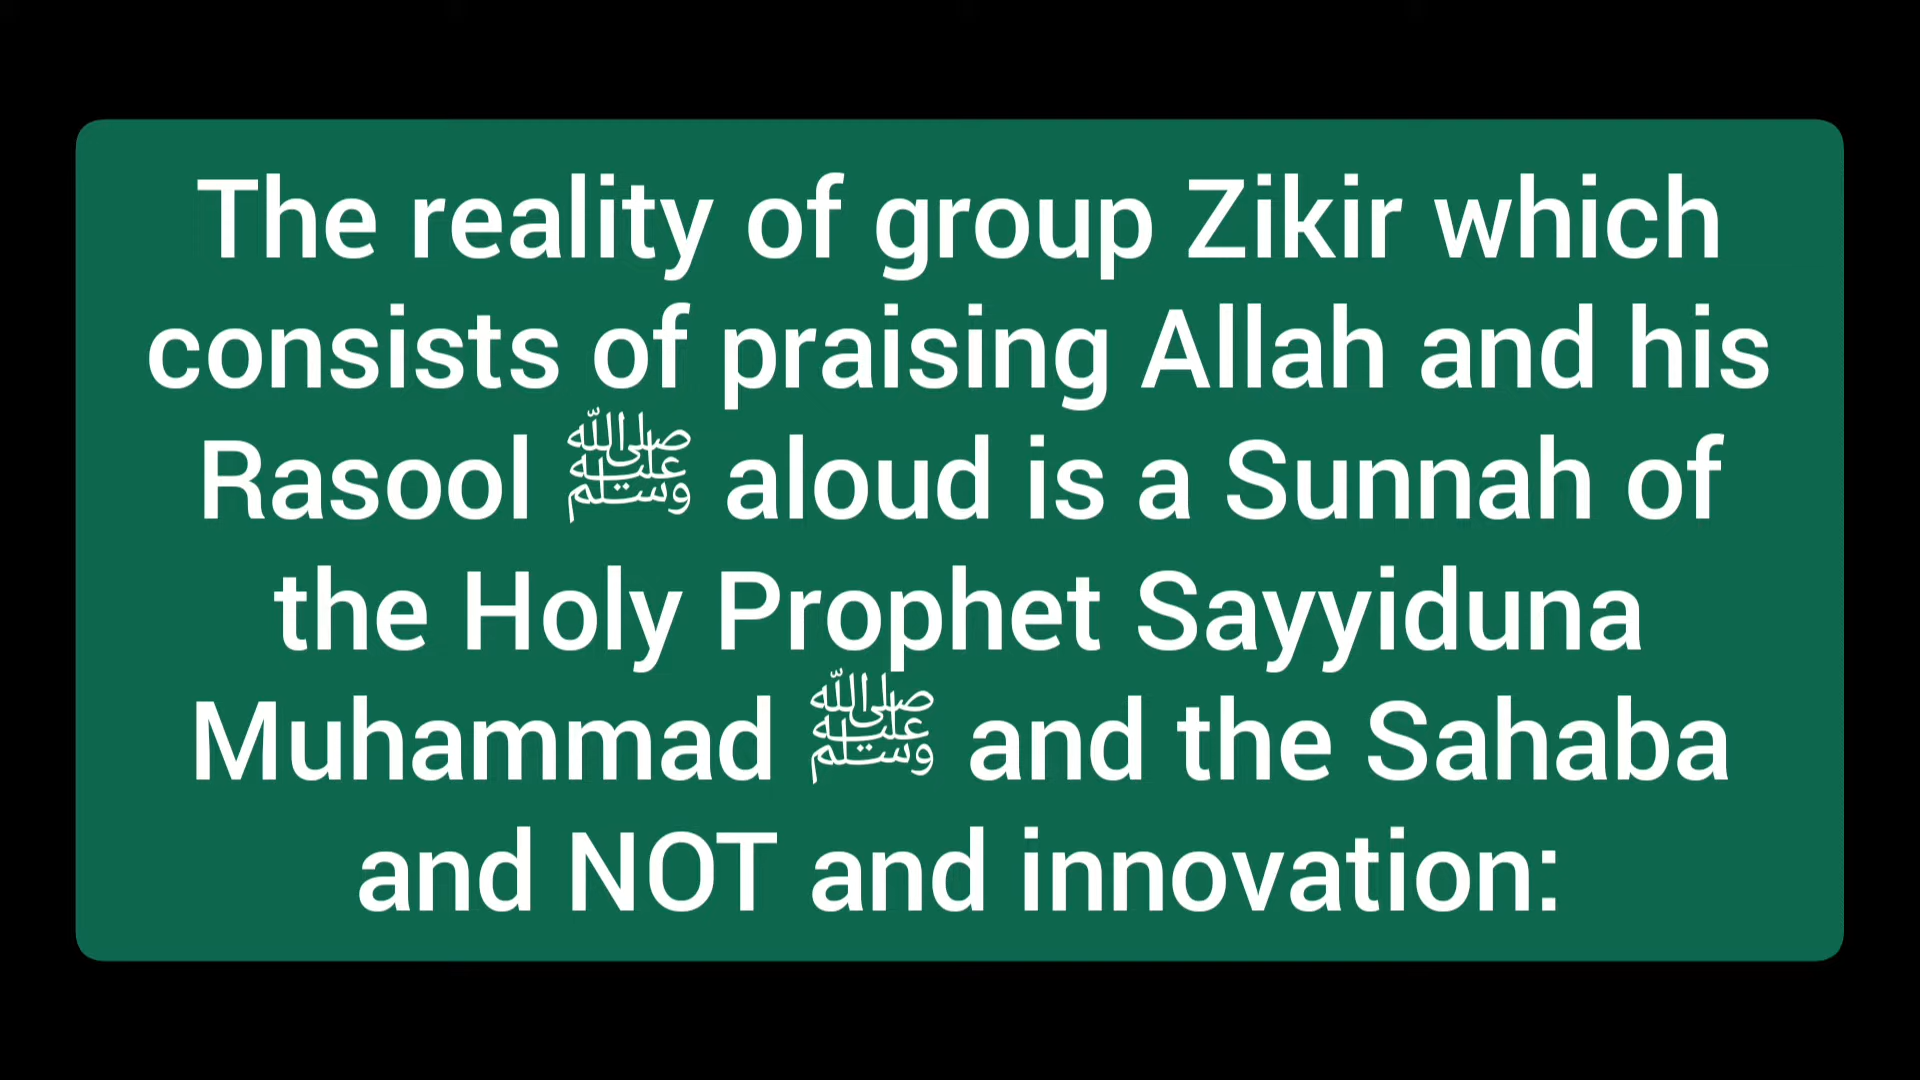 The reality of group Zikir which
consists of praising Allah and his
Rasool ﷺ aloud is a Sunnah of
the Holy Prophet Sayyiduna
Muhammad ﷺ and the Sahaba
and NOT and innovation: